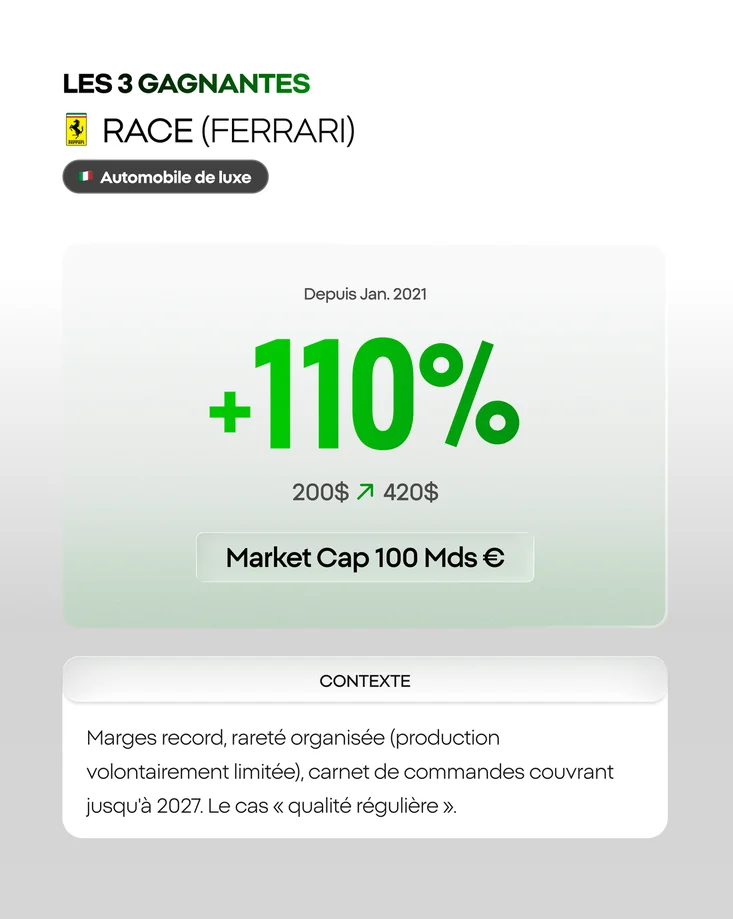 LES 3 GAGNANTES
RACE (FERRARI)
Automobile de luxe
Depuis Jan. 2021
+110%
200$ ↗ 420$
Market Cap 100 Mds €
CONTEXTE
Marges record, rareté organisée (production
volontairement limitée), carnet de commandes couvrant
jusqu'à 2027. Le cas « qualité régulière ».